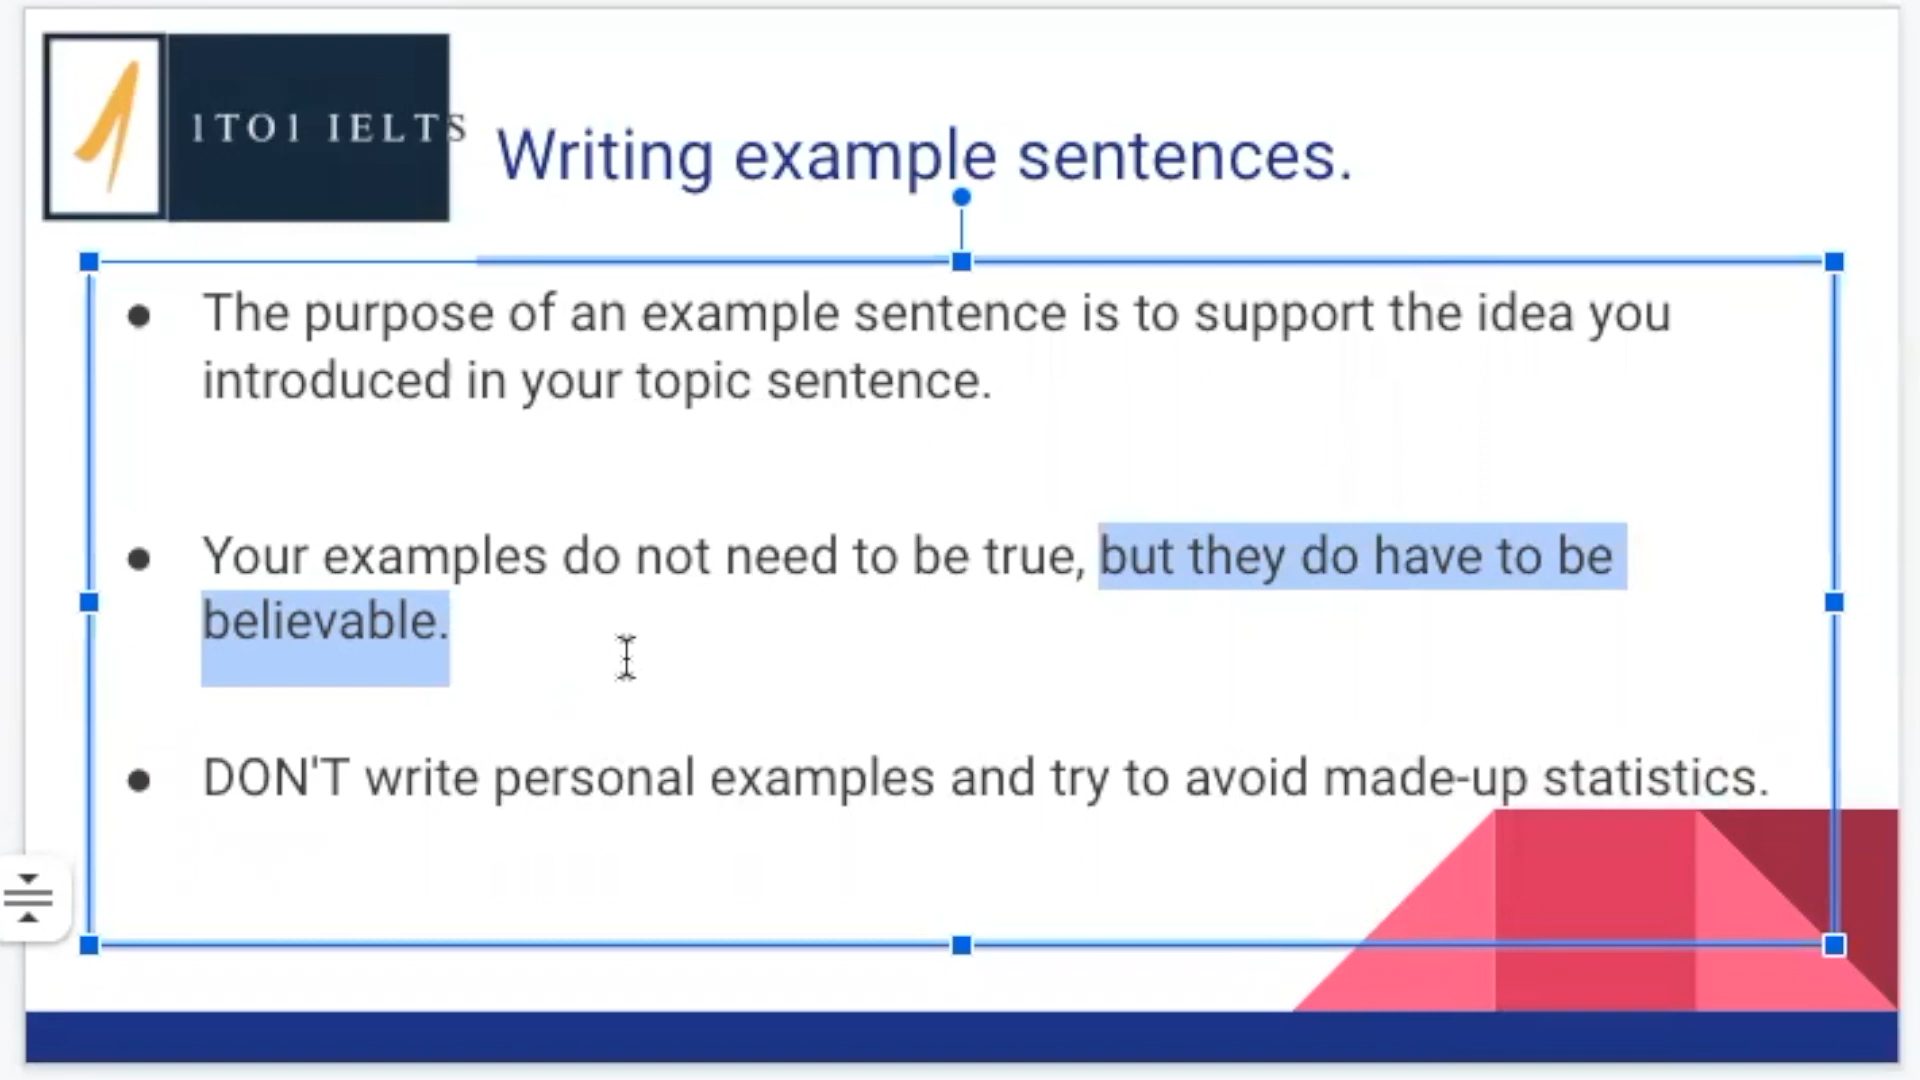 1TO1 IELTS
Writing example sentences.
● The purpose of an example sentence is to support the idea you
introduced in your topic sentence.
● Your examples do not need to be true, but they do have to be
believable.
● DON'T write personal examples and try to avoid made-up statistics.